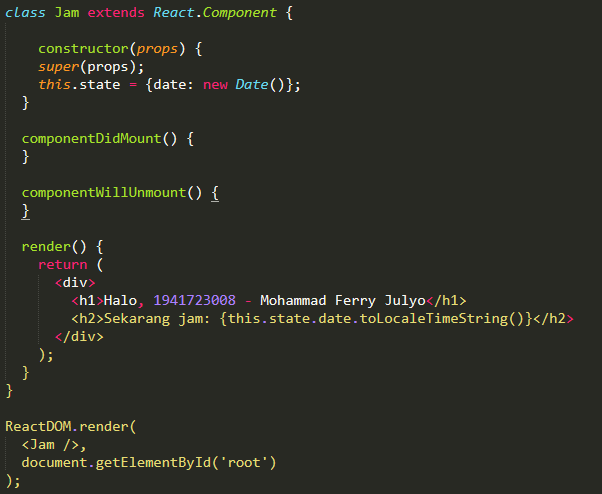 class Jam extends React.Component {
constructor(props) {
super(props);
this.state = {date: new Date()};
}
componentDidMount() {
}
componentWillUnmount() {
}
render() {
return (
<div>
<h1>Halo, 1941723008 - Mohammad Ferry Julyo</h1>
<h2>Sekarang jam: {this.state.date.toLocaleTimeString()}</h2>
</div>
);
}
}
ReactDOM.render(
<Jam />,
document.getElementById('root')
);